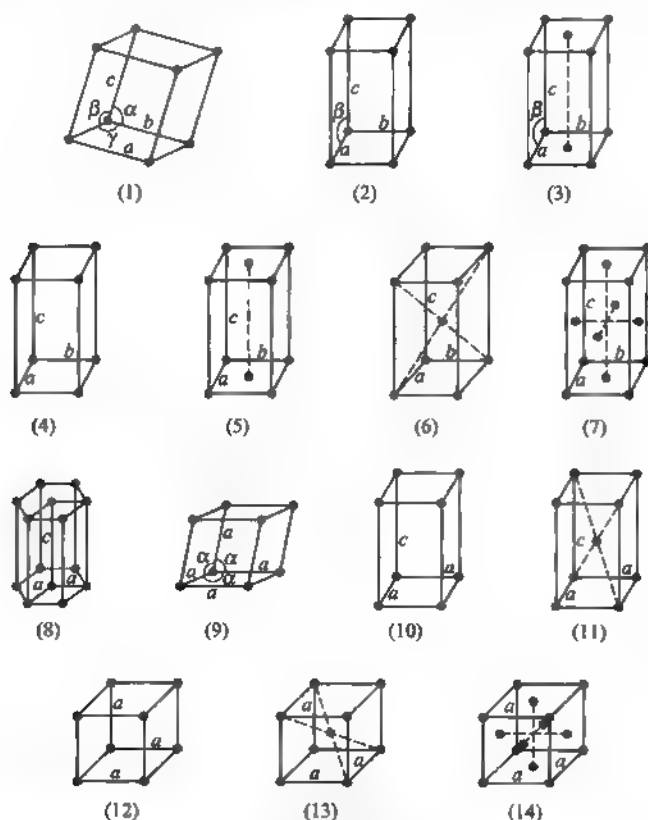 c β α b γ a
(1)
c β b a
(2)
c β b a
(3)
c b a
(4)
c b a
(5)
c b a
(6)
c b a
(7)
c a a
(8)
a α α a a α a
(9)
c a a
(10)
c a a
(11)
a a a
(12)
a a a
(13)
a a a
(14)